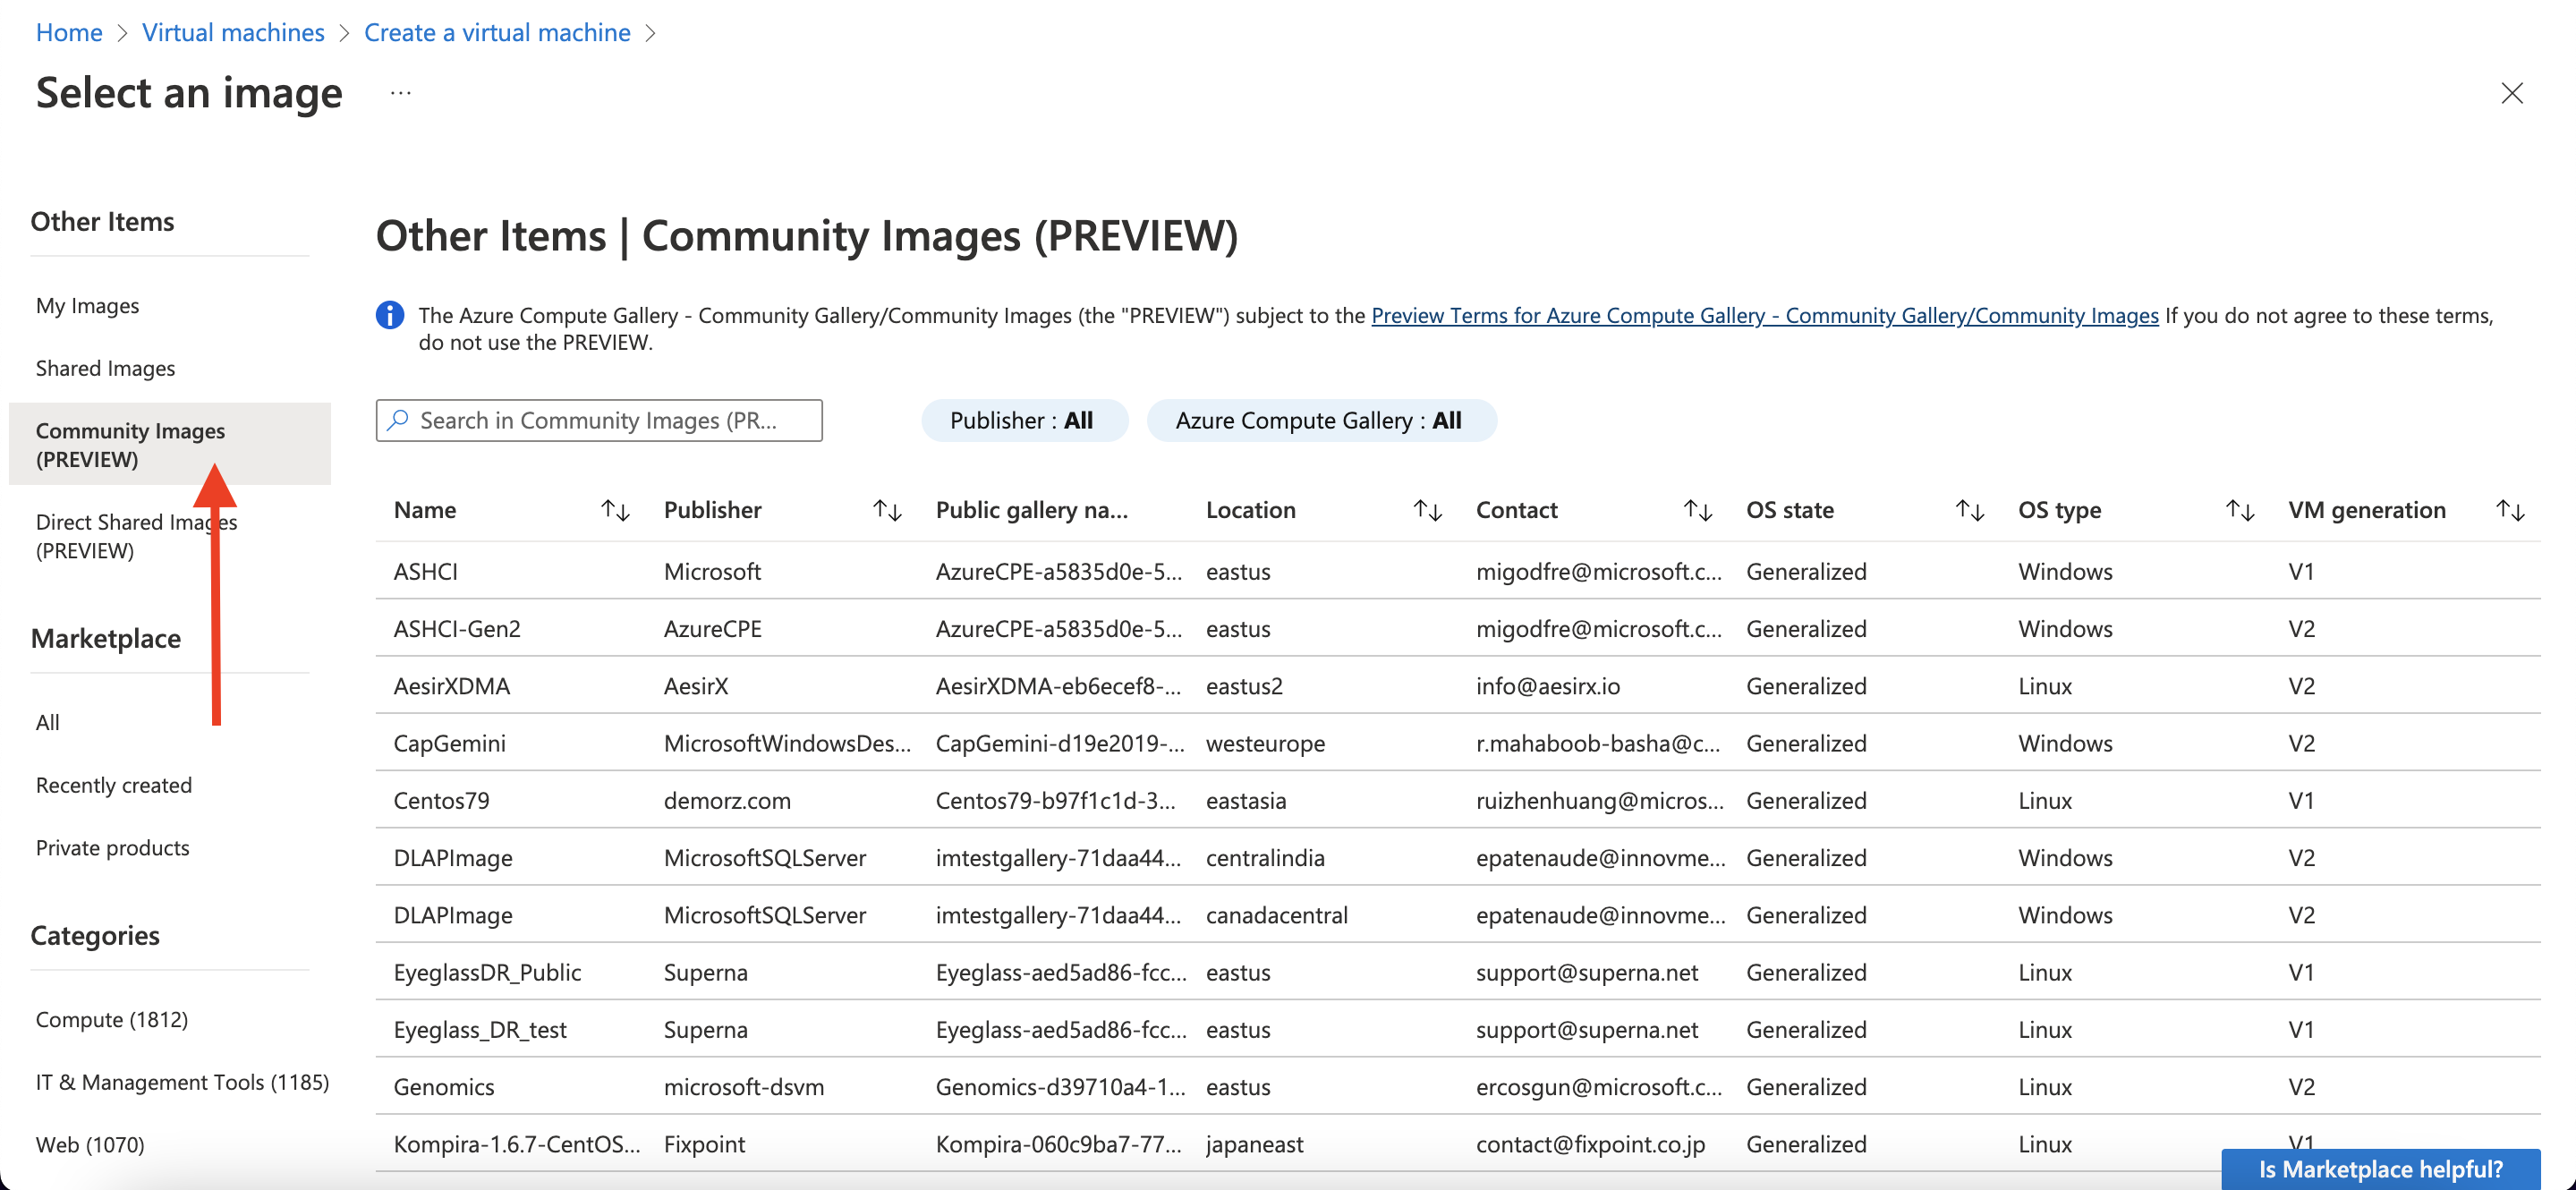 Home > Virtual machines > Create a virtual machine >
Select an image ...
Other Items
My Images
Shared Images
Community Images
(PREVIEW)
Direct Shared Images
(PREVIEW)
Marketplace
All
Recently created
Private products
Categories
Compute (1812)
IT & Management Tools (1185)
Web (1070)
Other Items | Community Images (PREVIEW)
The Azure Compute Gallery - Community Gallery/Community Images (the "PREVIEW") subject to the Preview Terms for Azure Compute Gallery - Community Gallery/Community Images If you do not agree to these terms,
do not use the PREVIEW.
Search in Community Images (PR... Publisher : All Azure Compute Gallery : All
Name Publisher Public gallery na... Location Contact OS state OS type VM generation
ASHCI Microsoft AzureCPE-a5835d0e-5... eastus migodfre@microsoft.c... Generalized Windows V1
ASHCI-Gen2 AzureCPE AzureCPE-a5835d0e-5... eastus migodfre@microsoft.c... Generalized Windows V2
AesirXDMA AesirX AesirXDMA-eb6ecef8-... eastus2 info@aesirx.io Generalized Linux V2
CapGemini MicrosoftWindowsDes... CapGemini-d19e2019-... westeurope r.mahaboob-basha@c... Generalized Windows V2
Centos79 demorz.com Centos79-b97f1c1d-3... eastasia ruizhenhuang@micros... Generalized Linux V1
DLAPImage MicrosoftSQLServer imtestgallery-71daa44... centralindia epatenaude@innovme... Generalized Windows V2
DLAPImage MicrosoftSQLServer imtestgallery-71daa44... canadacentral epatenaude@innovme... Generalized Windows V2
EyeglassDR_Public Superna Eyeglass-aed5ad86-fcc... eastus support@superna.net Generalized Linux V1
Eyeglass_DR_test Superna Eyeglass-aed5ad86-fcc... eastus support@superna.net Generalized Linux V1
Genomics microsoft-dsvm Genomics-d39710a4-1... eastus ercosgun@microsoft.c... Generalized Linux V2
Kompira-1.6.7-CentOS... Fixpoint Kompira-060c9ba7-77... japaneast contact@fixpoint.co.jp Generalized Linux V1
Is Marketplace helpful?